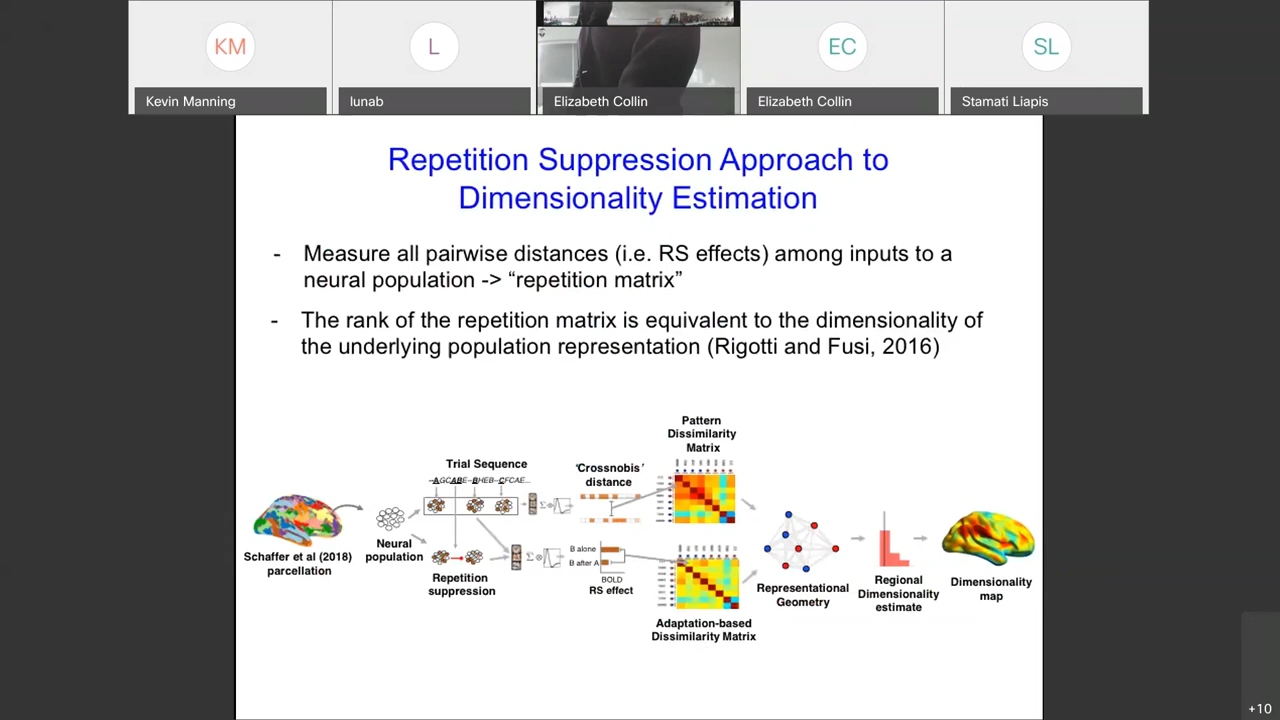 KM
L
EC
SL
Kevin Manning
lunab
Elizabeth Collin
Elizabeth Collin
Stamati Liapis
Repetition Suppression Approach to
Dimensionality Estimation
- Measure all pairwise distances (i.e. RS effects) among inputs to a
neural population -> “repetition matrix”
- The rank of the repetition matrix is equivalent to the dimensionality of
the underlying population representation (Rigotti and Fusi, 2016)
Schaffer et al (2018)
parcellation
Neural
population
Trial Sequence
--AGCABE--BHEB--CFCAE...
Repetition
suppression
‘Crossnobis’
distance
B alone
B after A
BOLD
RS effect
Pattern
Dissimilarity
Matrix
Adaptation-based
Dissimilarity Matrix
Representational
Geometry
Regional
Dimensionality
estimate
Dimensionality
map
+10